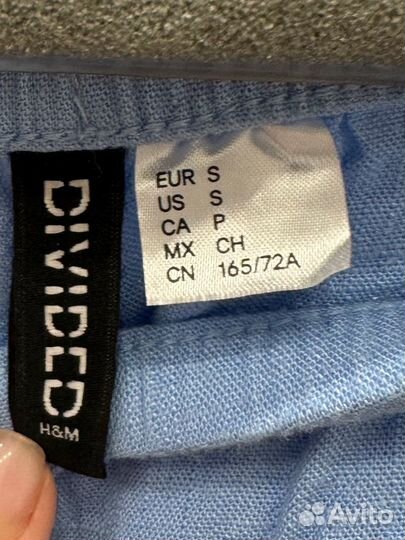 DIVIDED
H&M
EUR S
US S
CA P
MX CH
CN 165/72A
Avito